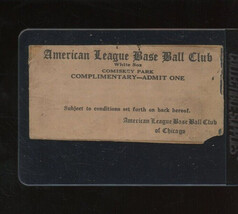 American League Base Ball Club
White Sox
COMISKEY PARK
COMPLIMENTARY—ADMIT ONE
Subject to conditions set forth on back hereof.
American League Base Ball Club
of Chicago